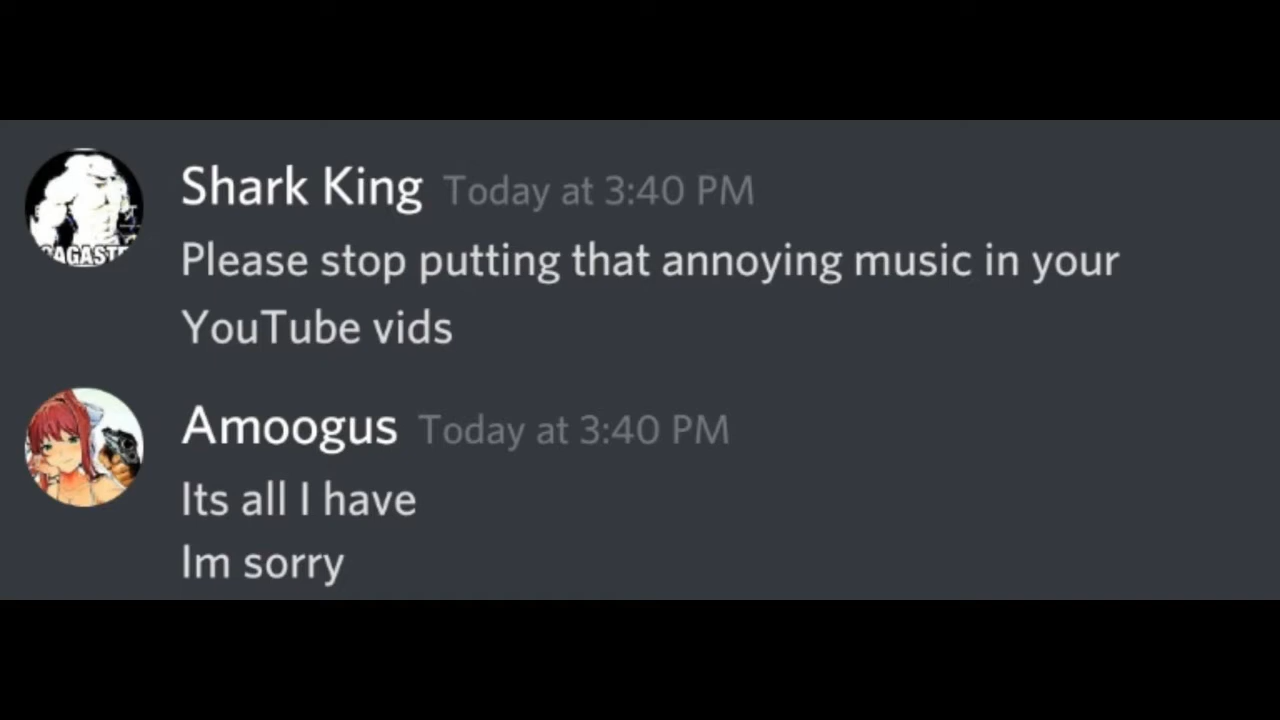 Shark King Today at 3:40 PM
Please stop putting that annoying music in your
YouTube vids
AGAST
Amoogus Today at 3:40 PM
Its all I have
Im sorry